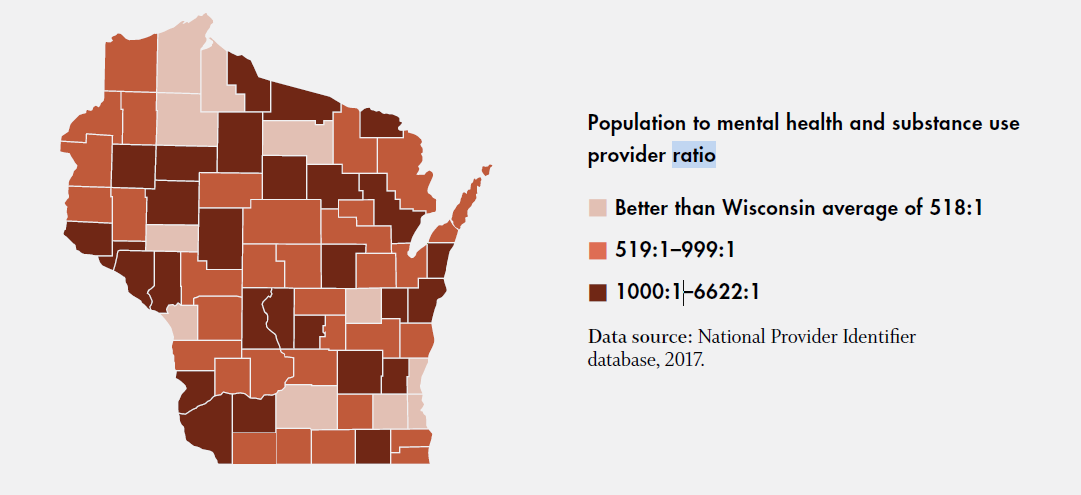 Population to mental health and substance use
provider ratio
Better than Wisconsin average of 518:1
519:1–999:1
1000:1–6622:1
Data source: National Provider Identifier
database, 2017.